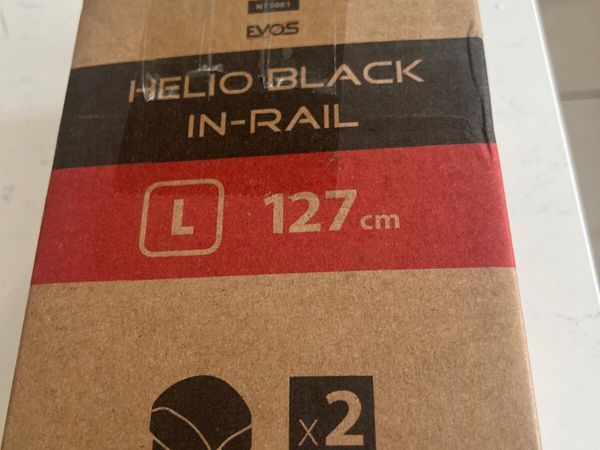 EVOS
HELIO BLACK
IN-RAIL
L 127 cm
x2